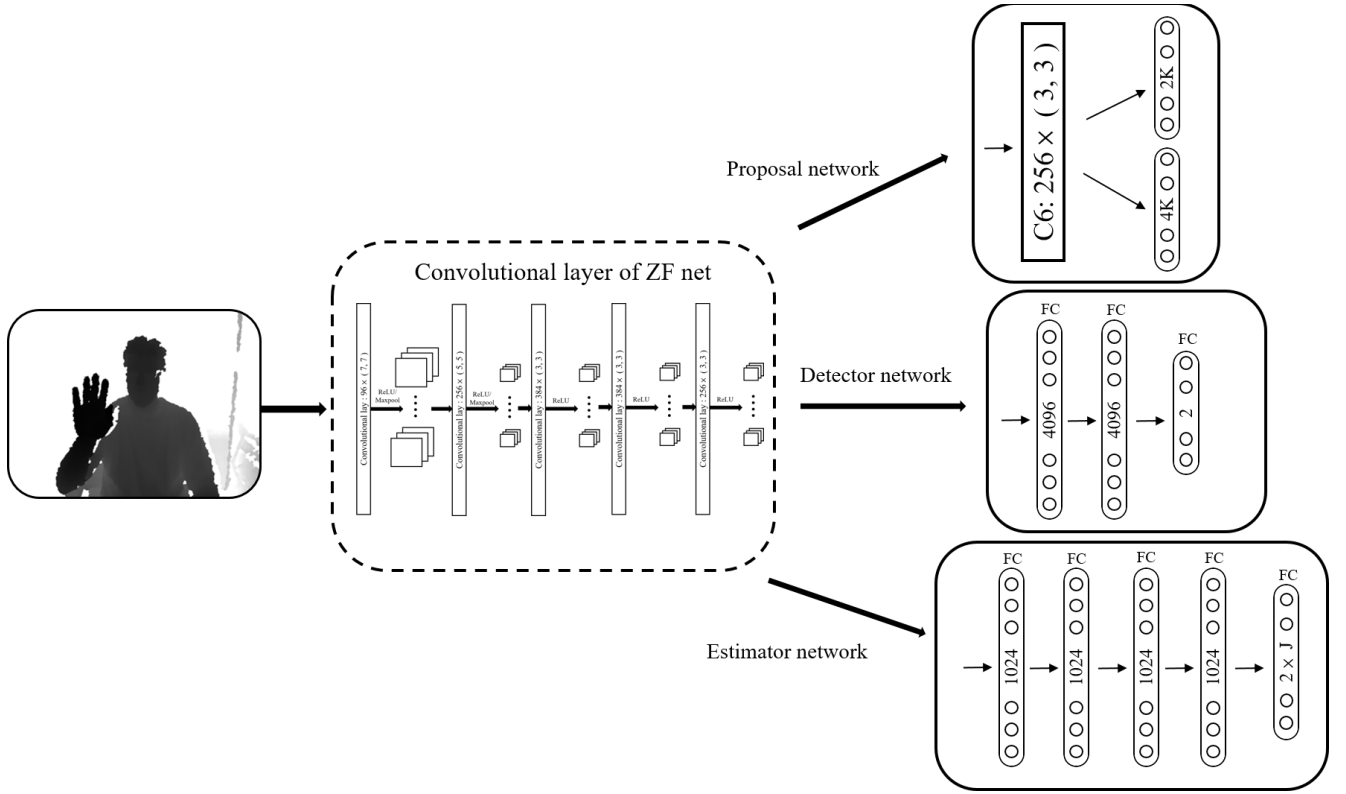 Convolutional layer of ZF net
Convolutional lay : 96 × ( 7, 7 )
ReLU/
Maxpool
Convolutional lay : 256 × ( 5, 5 )
ReLU/
Maxpool
Convolutional lay : 384 × ( 3, 3 )
ReLU
Convolutional lay : 384 × ( 3, 3 )
ReLU
Convolutional lay : 256 × ( 3, 3 )
ReLU
Proposal network
C6: 256 × ( 3, 3 )
2K
4K
Detector network
FC
4096
FC
4096
FC
2
Estimator network
FC
1024
FC
1024
FC
1024
FC
1024
FC
2 × J